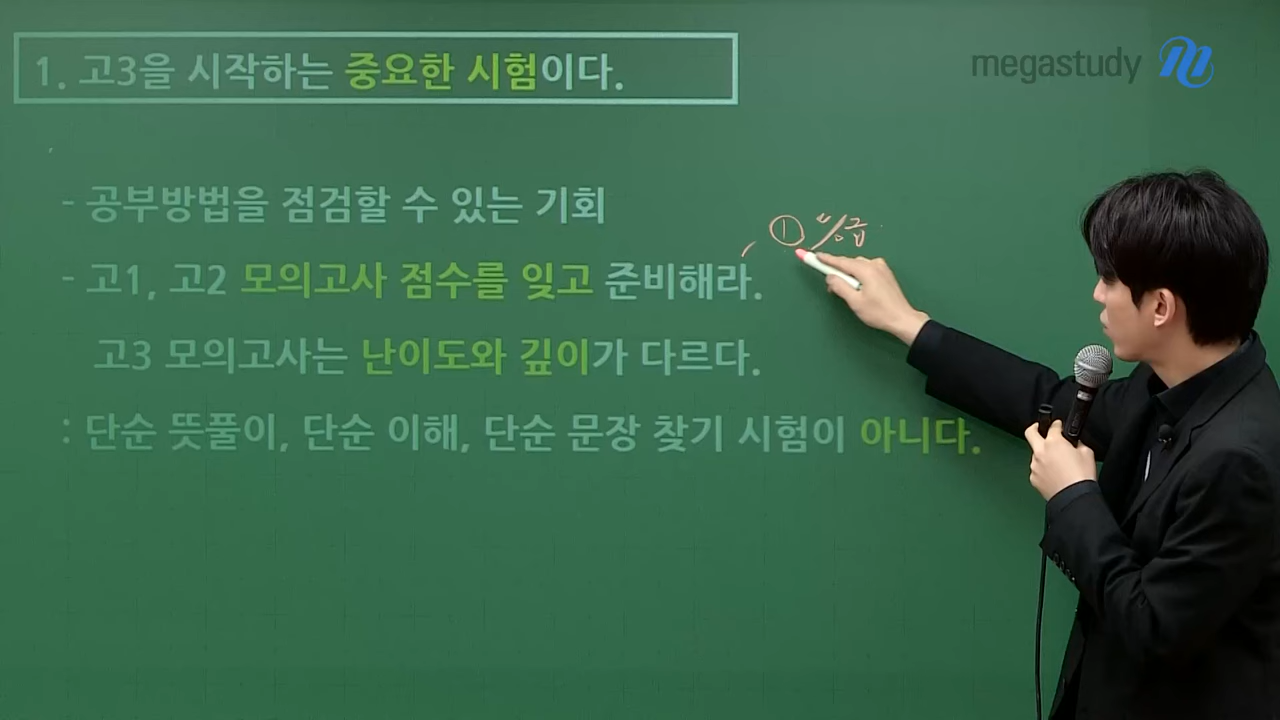 1. 고3을 시작하는 중요한 시험이다.
megastudy
- 공부방법을 점검할 수 있는 기회
①
- 고1, 고2 모의고사 점수를 잊고 준비해라.
고3 모의고사는 난이도와 깊이가 다르다.
: 단순 뜻풀이, 단순 이해, 단순 문장 찾기 시험이 아니다.